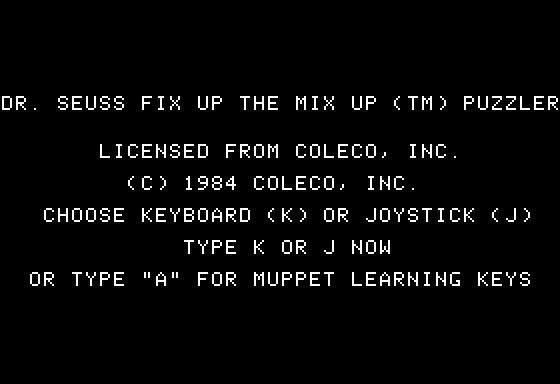 DR. SEUSS FIX UP THE MIX UP (TM) PUZZLER
LICENSED FROM COLECO, INC.
(C) 1984 COLECO, INC.
CHOOSE KEYBOARD (K) OR JOYSTICK (J)
TYPE K OR J NOW
OR TYPE "A" FOR MUPPET LEARNING KEYS